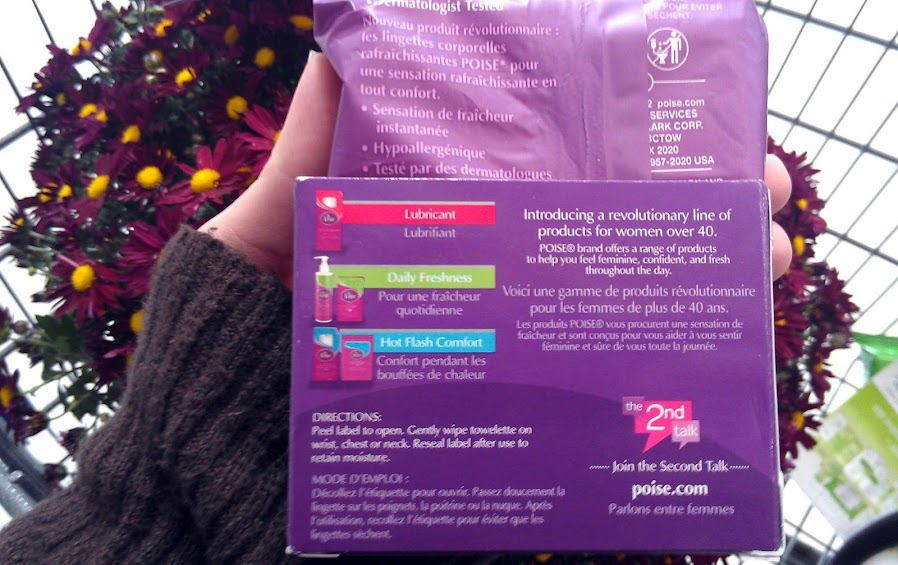 Dermatologist Tested
Nouveau produit révolutionnaire :
les lingettes corporelles
rafraîchissantes POISE* pour
une sensation rafraîchissante en
tout confort.
• Sensation de fraîcheur
instantanée
• Hypoallergénique
• Testé par des dermatologues
POUR ÉVITER
SÈCHENT.
2 poise.com
SERVICES
LARK CORP.
X 2020
957-2020 USA
Lubricant
Lubrifiant
Daily Freshness
Pour une fraîcheur
quotidienne
Hot Flash Comfort
Confort pendant les
bouffées de chaleur
Introducing a revolutionary line of
products for women over 40.
POISE® brand offers a range of products
to help you feel feminine, confident, and fresh
throughout the day.
Voici une gamme de produits révolutionnaire
pour les femmes de plus de 40 ans.
Les produits POISE® vous procurent une sensation de
fraîcheur et sont conçus pour vous aider à vous sentir
féminine et sûre de vous toute la journée.
DIRECTIONS:
Peel label to open. Gently wipe towelette on
wrist, chest or neck. Reseal label after use to
retain moisture.
MODE D'EMPLOI :
Décollez l'étiquette pour ouvrir. Passez doucement la
lingette sur les poignets, la poitrine ou la nuque. Après
l'utilisation, recollez l'étiquette pour éviter que les
lingettes sèchent.
the
2nd
talk
Join the Second Talk
poise.com
Parlons entre femmes